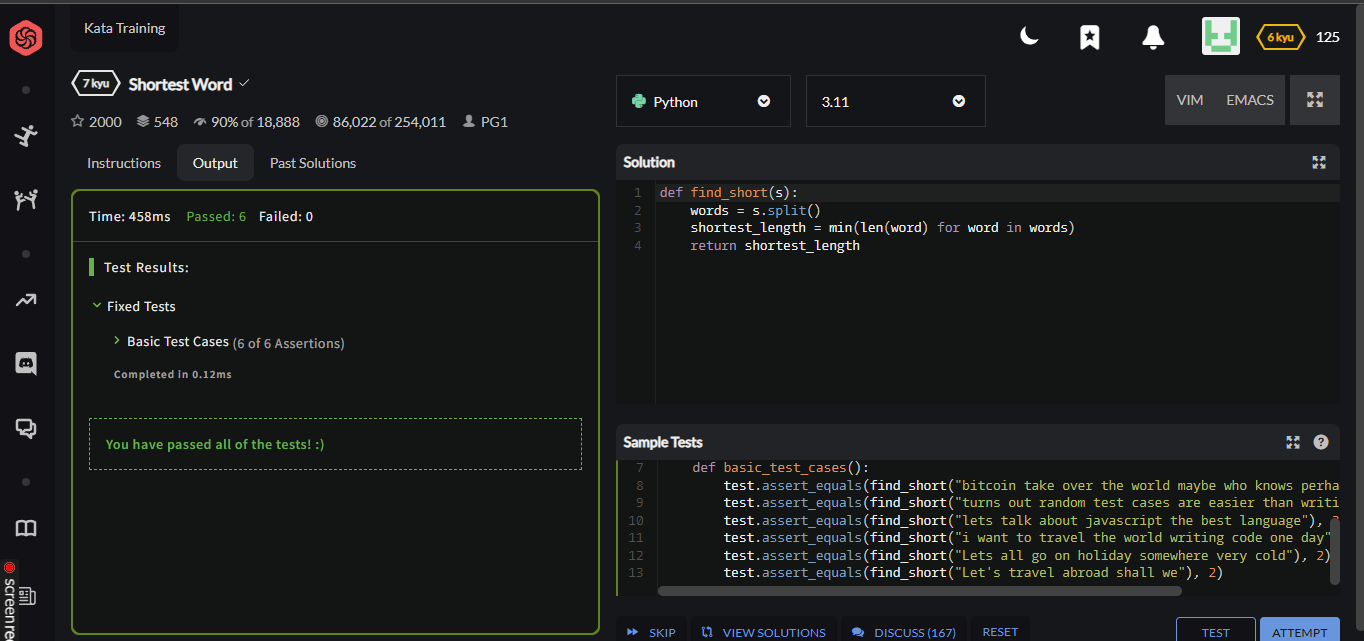 Kata Training
6 kyu 125
7 kyu Shortest Word
2000 548 90% of 18,888 86,022 of 254,011 PG1
Instructions Output Past Solutions
Time: 458ms Passed: 6 Failed: 0
Test Results:
Fixed Tests
Basic Test Cases (6 of 6 Assertions)
Completed in 0.12ms
You have passed all of the tests! :)
Python 3.11 VIM EMACS
Solution
1 def find_short(s):
2 words = s.split()
3 shortest_length = min(len(word) for word in words)
4 return shortest_length
Sample Tests
7 def basic_test_cases():
8 test.assert_equals(find_short("bitcoin take over the world maybe who knows perha
9 test.assert_equals(find_short("turns out random test cases are easier than writi
10 test.assert_equals(find_short("lets talk about javascript the best language"),
11 test.assert_equals(find_short("i want to travel the world writing code one day"
12 test.assert_equals(find_short("Lets all go on holiday somewhere very cold"), 2)
13 test.assert_equals(find_short("Let's travel abroad shall we"), 2)
SKIP VIEW SOLUTIONS DISCUSS (167) RESET TEST ATTEMPT
screen re